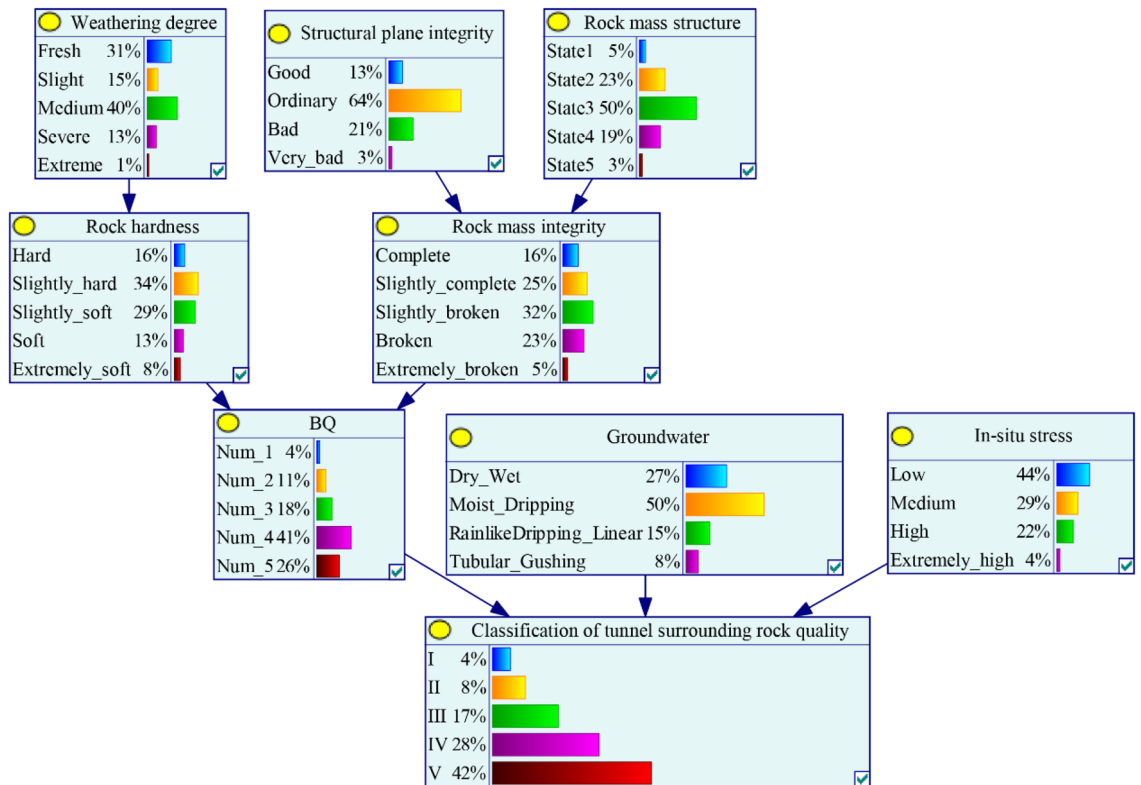 Weathering degree
Fresh 31%
Slight 15%
Medium 40%
Severe 13%
Extreme 1%
Structural plane integrity
Good 13%
Ordinary 64%
Bad 21%
Very_bad 3%
Rock mass structure
State1 5%
State2 23%
State3 50%
State4 19%
State5 3%
Rock hardness
Hard 16%
Slightly_hard 34%
Slightly_soft 29%
Soft 13%
Extremely_soft 8%
Rock mass integrity
Complete 16%
Slightly_complete 25%
Slightly_broken 32%
Broken 23%
Extremely_broken 5%
BQ
Num_1 4%
Num_2 11%
Num_3 18%
Num_4 41%
Num_5 26%
Groundwater
Dry_Wet 27%
Moist_Dripping 50%
RainlikeDripping_Linear 15%
Tubular_Gushing 8%
In-situ stress
Low 44%
Medium 29%
High 22%
Extremely_high 4%
Classification of tunnel surrounding rock quality
I 4%
II 8%
III 17%
IV 28%
V 42%